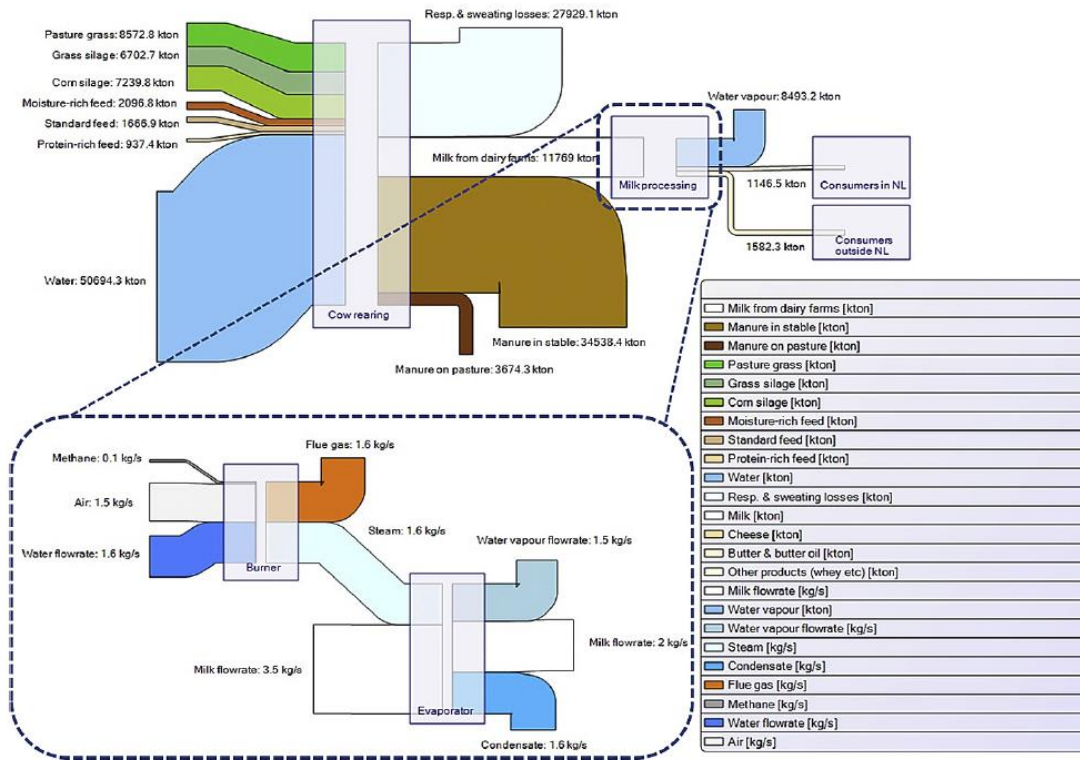 Resp. & sweating losses: 27929.1 kton
Pasture grass: 8572.8 kton
Grass silage: 6702.7 kton
Corn silage: 7239.8 kton
Moisture-rich feed: 2096.8 kton
Standard feed: 1666.9 kton
Protein-rich feed: 937.4 kton
Water: 50694.3 kton
Cow rearing
Milk from dairy farms: 11769 kton
Manure in stable: 34538.4 kton
Manure on pasture: 3674.3 kton
Water vapour: 8493.2 kton
Milk processing
1146.5 kton
Consumers in NL
1582.3 kton
Consumers
outside NL
Milk from dairy farms [kton]
Manure in stable [kton]
Manure on pasture [kton]
Pasture grass [kton]
Grass silage [kton]
Corn silage [kton]
Moisture-rich feed [kton]
Standard feed [kton]
Protein-rich feed [kton]
Water [kton]
Resp. & sweating losses [kton]
Milk [kton]
Cheese [kton]
Butter & butter oil [kton]
Other products (whey etc) [kton]
Milk flowrate [kg/s]
Water vapour [kton]
Water vapour flowrate [kg/s]
Steam [kg/s]
Condensate [kg/s]
Flue gas [kg/s]
Methane [kg/s]
Water flowrate [kg/s]
Air [kg/s]
Methane: 0.1 kg/s
Air: 1.5 kg/s
Water flowrate: 1.6 kg/s
Burner
Flue gas: 1.6 kg/s
Steam: 1.6 kg/s
Water vapour flowrate: 1.5 kg/s
Milk flowrate: 3.5 kg/s
Milk flowrate: 2 kg/s
Evaporator
Condensate: 1.6 kg/s